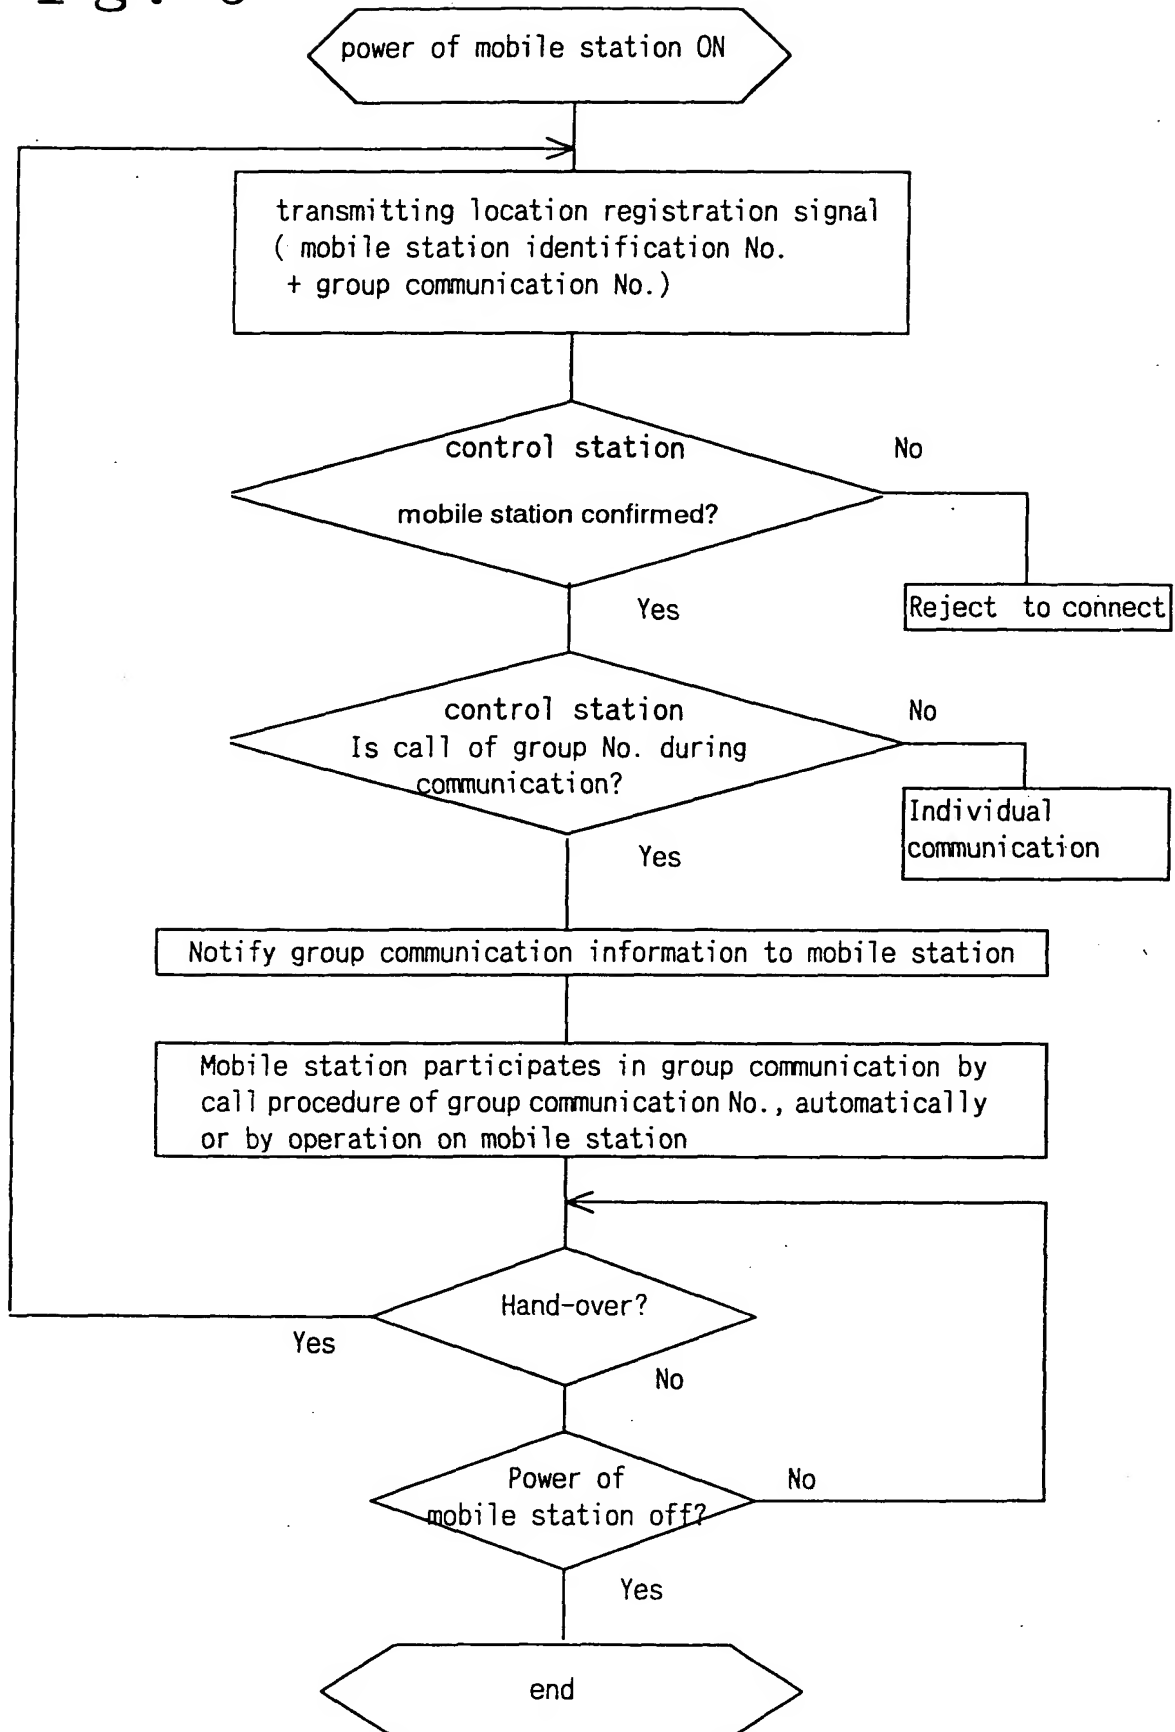 power of mobile station ON
transmitting location registration signal
( mobile station identification No.
+ group communication No.)
control station
No
mobile station confirmed?
Yes
Reject to connect
control station
No
Is call of group No. during
communication?
Individual
communication
Yes
Notify group communication information to mobile station
Mobile station participates in group communication by
call procedure of group communication No., automatically
or by operation on mobile station
Hand-over?
Yes
No
Power of
mobile station off?
No
Yes
end